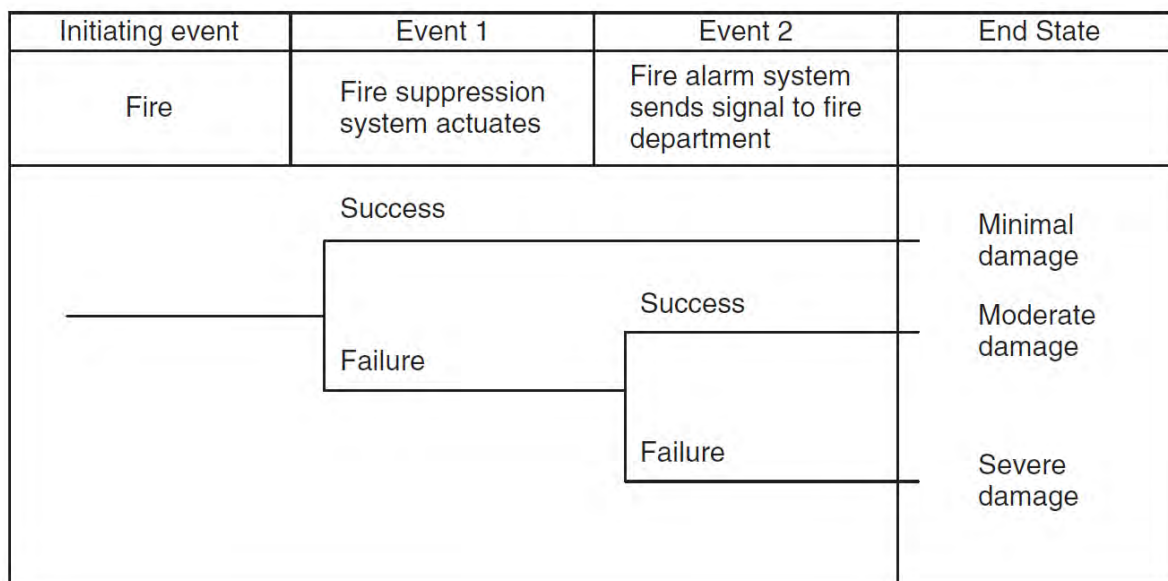 Initiating event
Event 1
Event 2
End State
Fire
Fire suppression
system actuates
Fire alarm system
sends signal to fire
department
Success
Minimal
damage
Success
Moderate
damage
Failure
Failure
Severe
damage